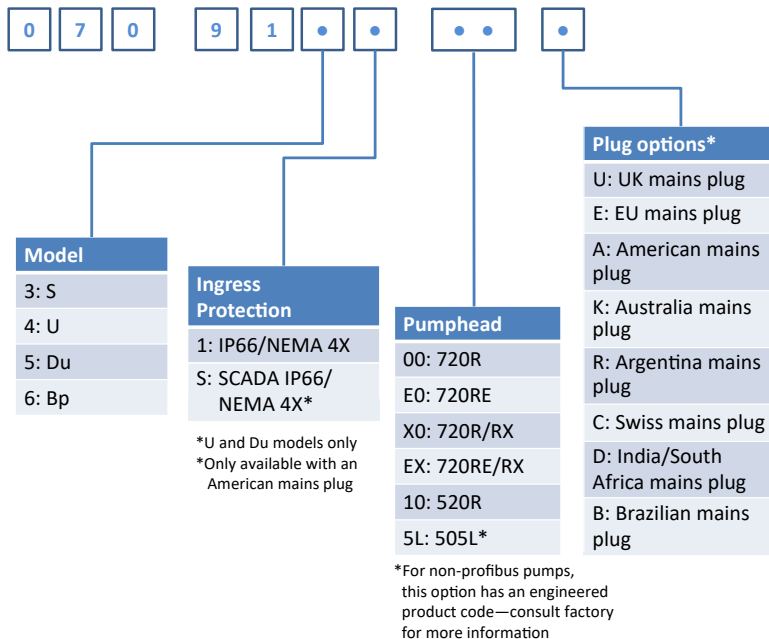 0 7 0 9 1 • • • • •
Model
3: S
4: U
5: Du
6: Bp
Ingress
Protection
1: IP66/NEMA 4X
S: SCADA IP66/
NEMA 4X*
*U and Du models only
*Only available with an
American mains plug
Pumphead
00: 720R
E0: 720RE
X0: 720R/RX
EX: 720RE/RX
10: 520R
5L: 505L*
*For non-profibus pumps,
this option has an engineered
product code—consult factory
for more information
Plug options*
U: UK mains plug
E: EU mains plug
A: American mains
plug
K: Australia mains
plug
R: Argentina mains
plug
C: Swiss mains plug
D: India/South
Africa mains plug
B: Brazilian mains
plug